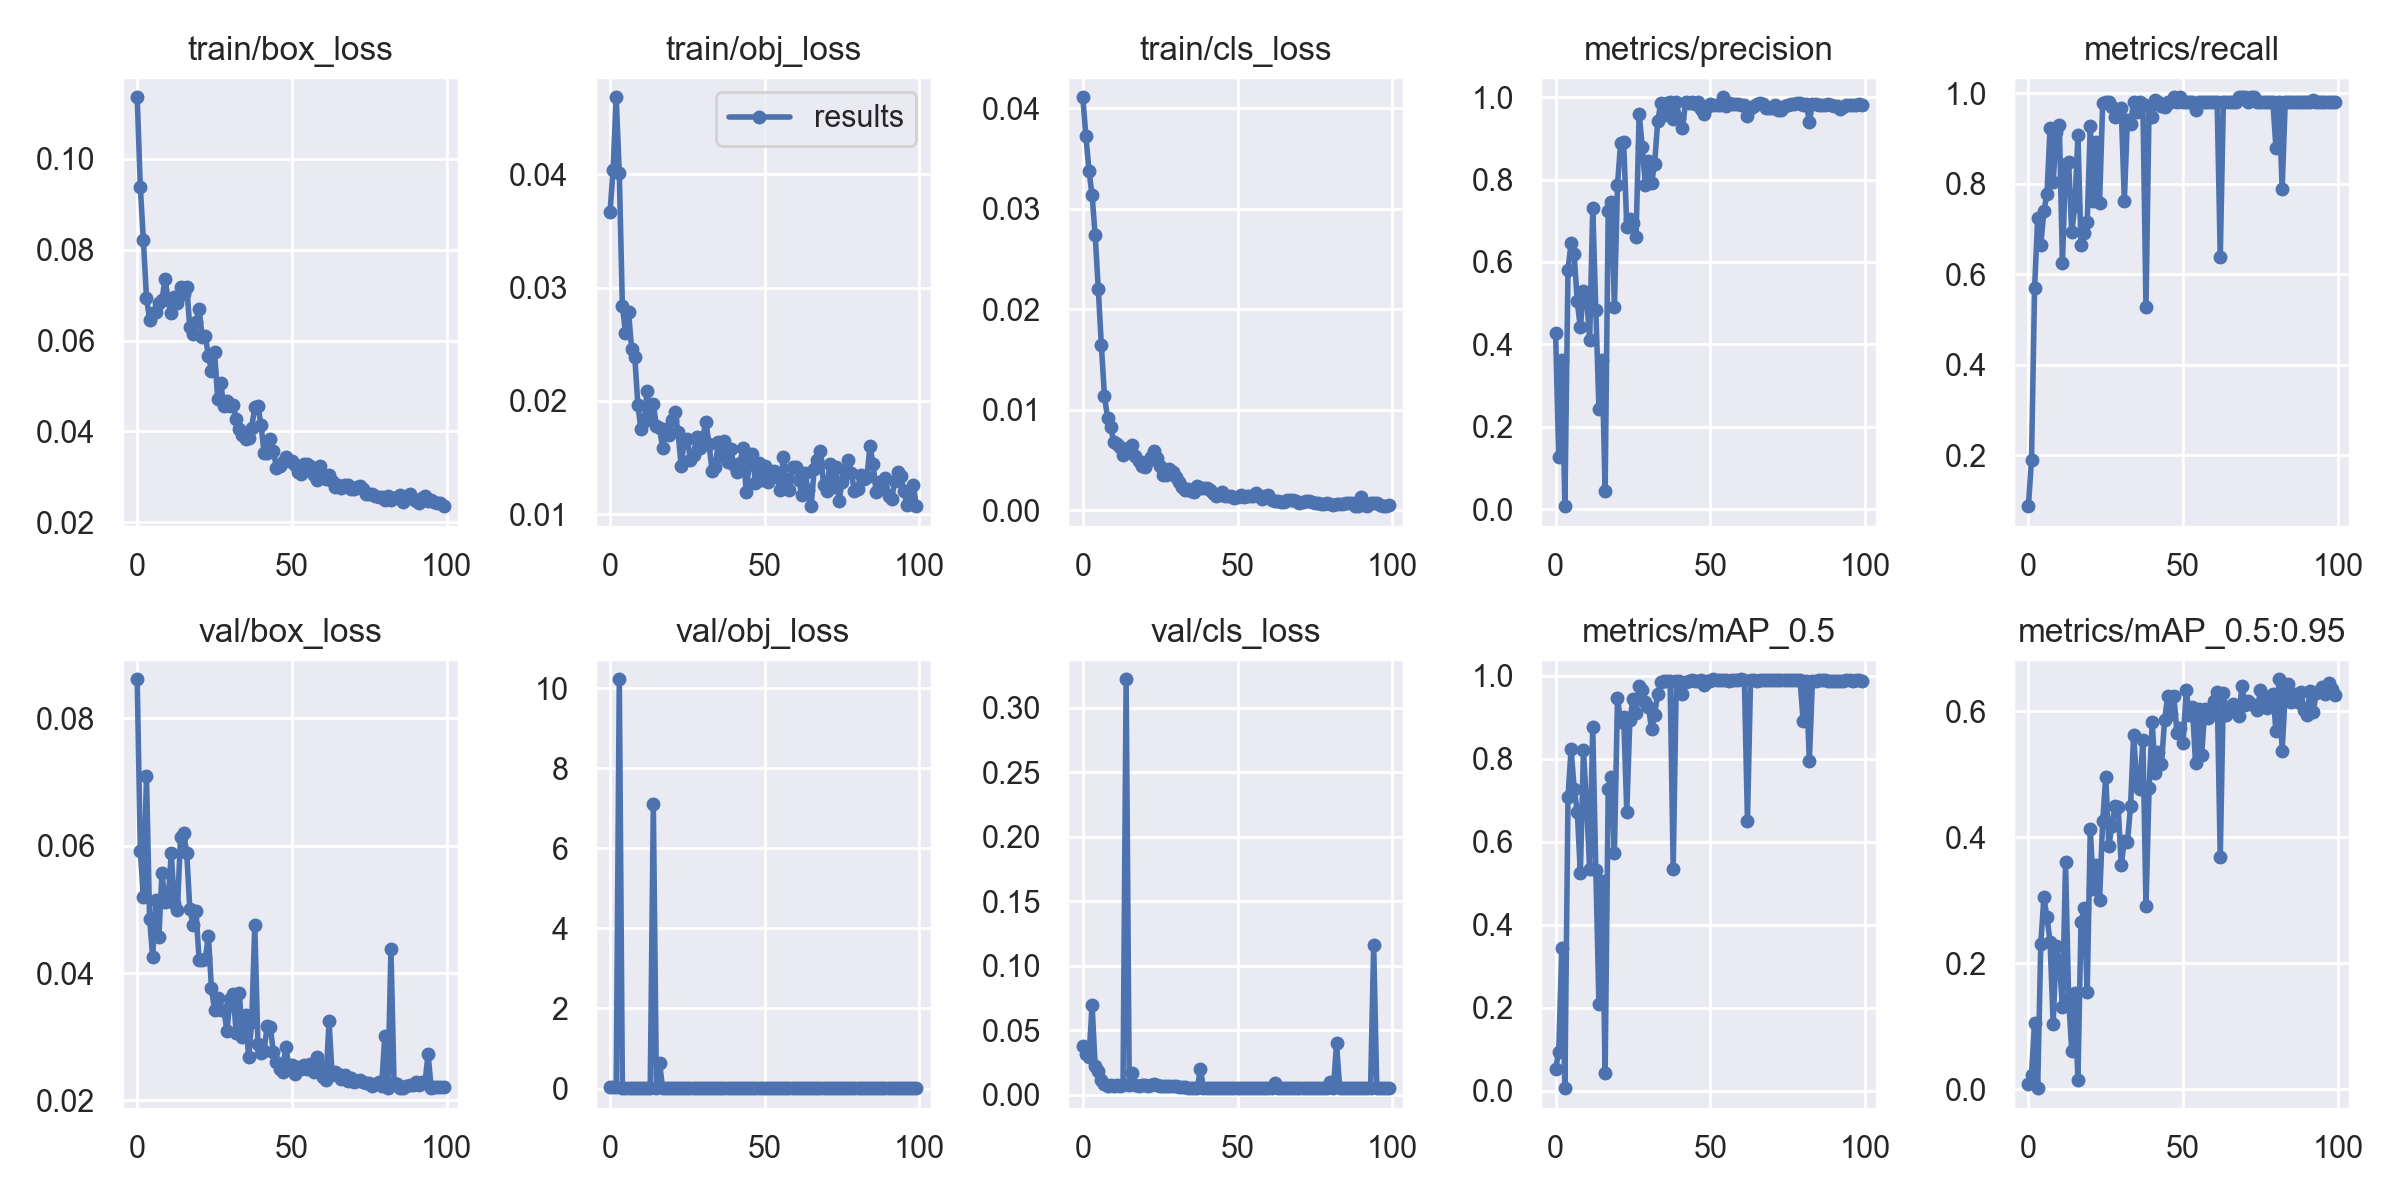 train/box_loss
0.10
0.08
0.06
0.04
0.02
0 50 100
train/obj_loss
results
0.04
0.03
0.02
0.01
0 50 100
train/cls_loss
0.04
0.03
0.02
0.01
0.00
0 50 100
metrics/precision
1.0
0.8
0.6
0.4
0.2
0.0
0 50 100
metrics/recall
1.0
0.8
0.6
0.4
0.2
0 50 100
val/box_loss
0.08
0.06
0.04
0.02
0 50 100
val/obj_loss
10
8
6
4
2
0
0 50 100
val/cls_loss
0.30
0.25
0.20
0.15
0.10
0.05
0.00
0 50 100
metrics/mAP_0.5
1.0
0.8
0.6
0.4
0.2
0.0
0 50 100
metrics/mAP_0.5:0.95
0.6
0.4
0.2
0.0
0 50 100